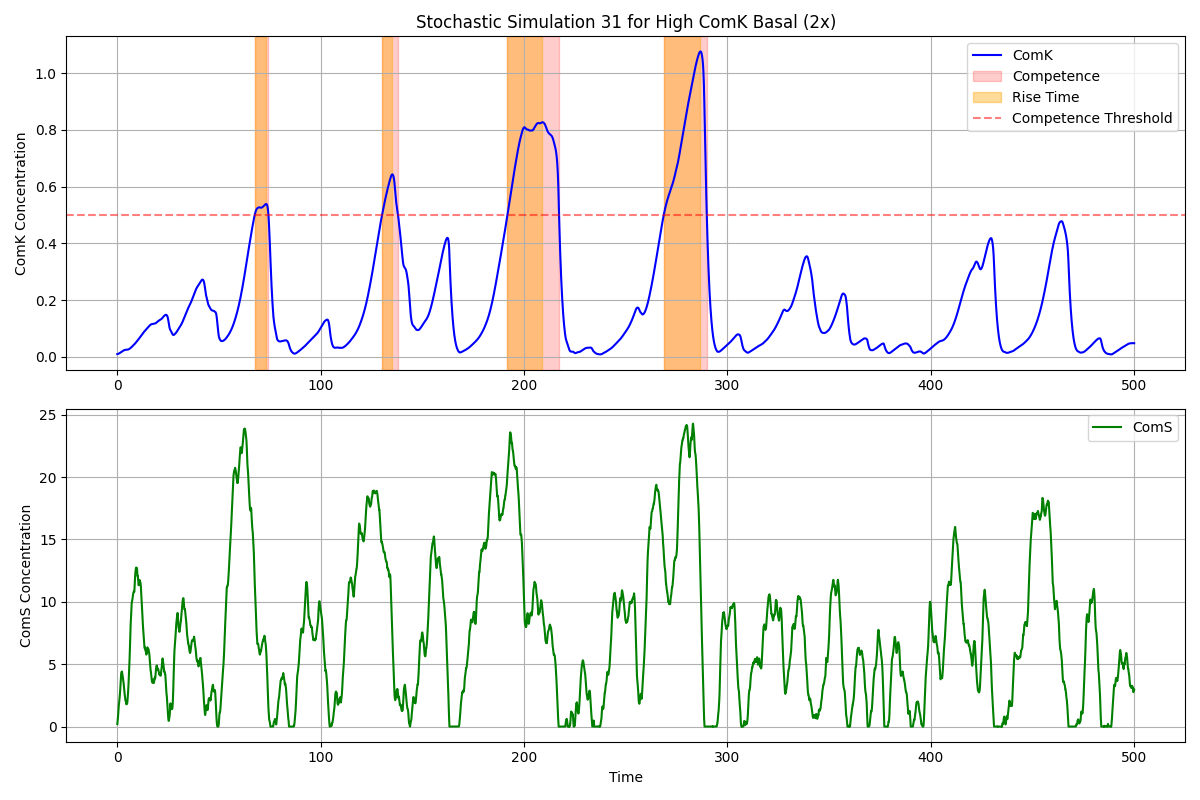 Stochastic Simulation 31 for High ComK Basal (2x)
ComK Concentration
1.0
0.8
0.6
0.4
0.2
0.0
ComK
Competence
Rise Time
Competence Threshold
0 100 200 300 400 500
ComS Concentration
25
20
15
10
5
0
ComS
0 100 200 300 400 500
Time